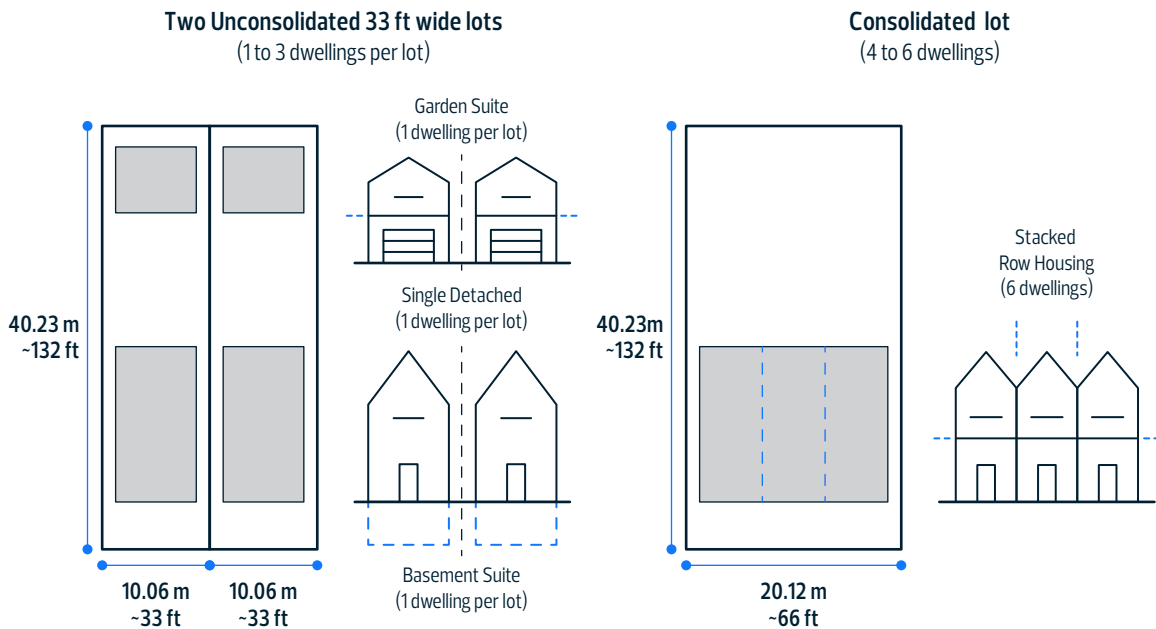 Two Unconsolidated 33 ft wide lots
(1 to 3 dwellings per lot)
Garden Suite
(1 dwelling per lot)
Single Detached
(1 dwelling per lot)
40.23 m
~132 ft
Basement Suite
(1 dwelling per lot)
10.06 m
~33 ft
10.06 m
~33 ft
Consolidated lot
(4 to 6 dwellings)
40.23m
~132 ft
Stacked
Row Housing
(6 dwellings)
20.12 m
~66 ft